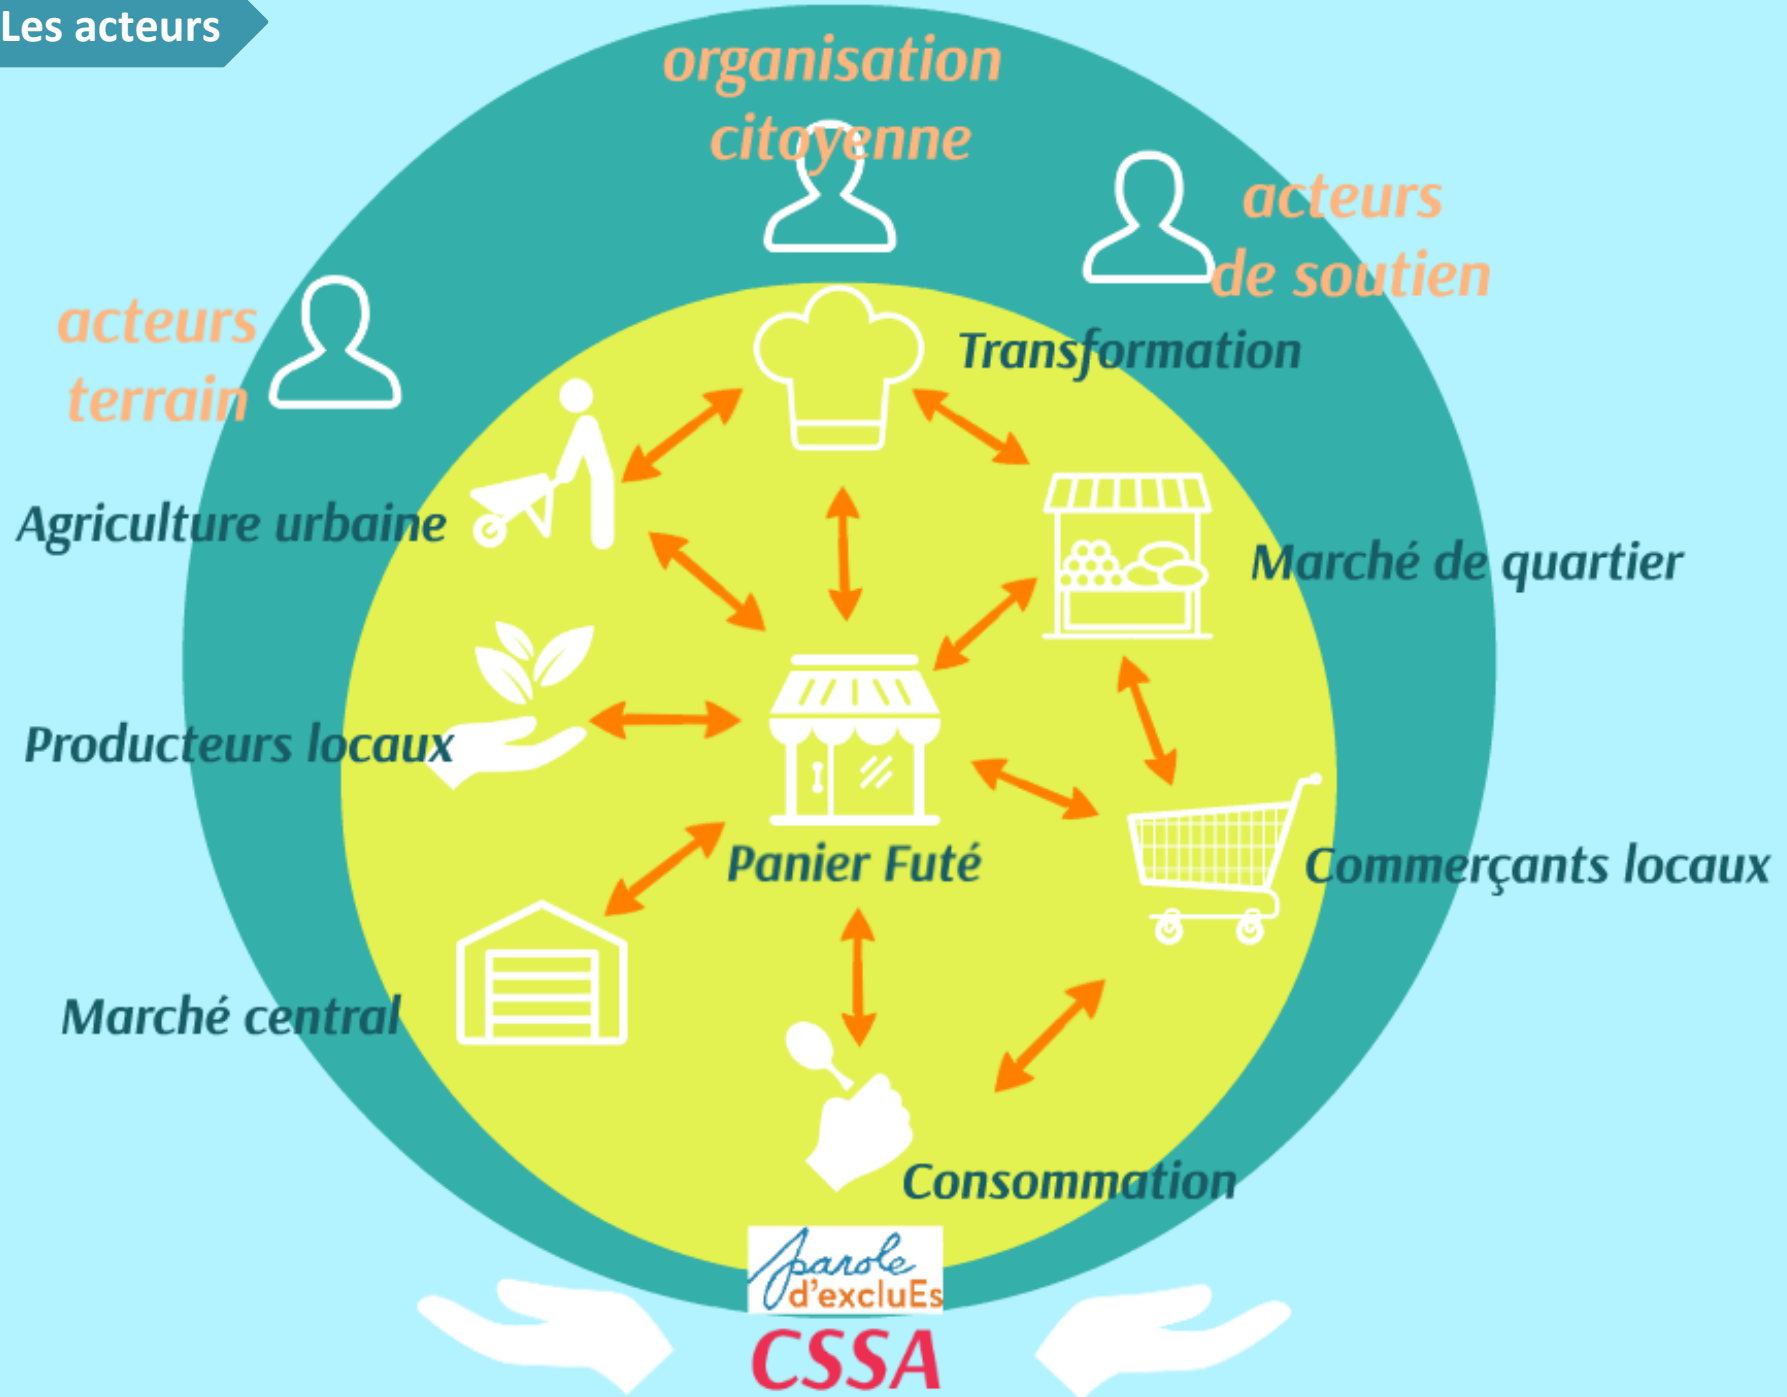 Les acteurs
organisation
citoyenne
acteurs
de soutien
acteurs
terrain
Transformation
Agriculture urbaine
Marché de quartier
Producteurs locaux
Panier Futé
Commerçants locaux
Marché central
Consommation
parole
d'excluEs
CSSA